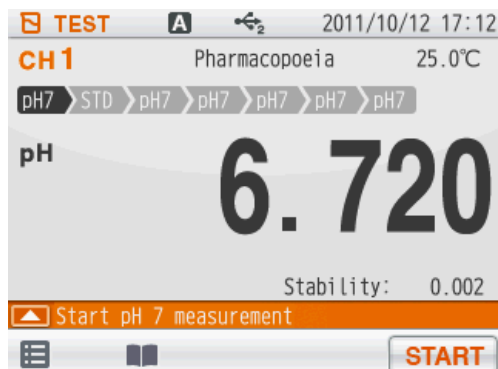 TEST A 2 2011/10/12 17:12
CH1 Pharmacopoeia 25.0℃
pH7 STD pH7 pH7 pH7 pH7 pH7
pH 6.720
Stability: 0.002
Start pH 7 measurement
START